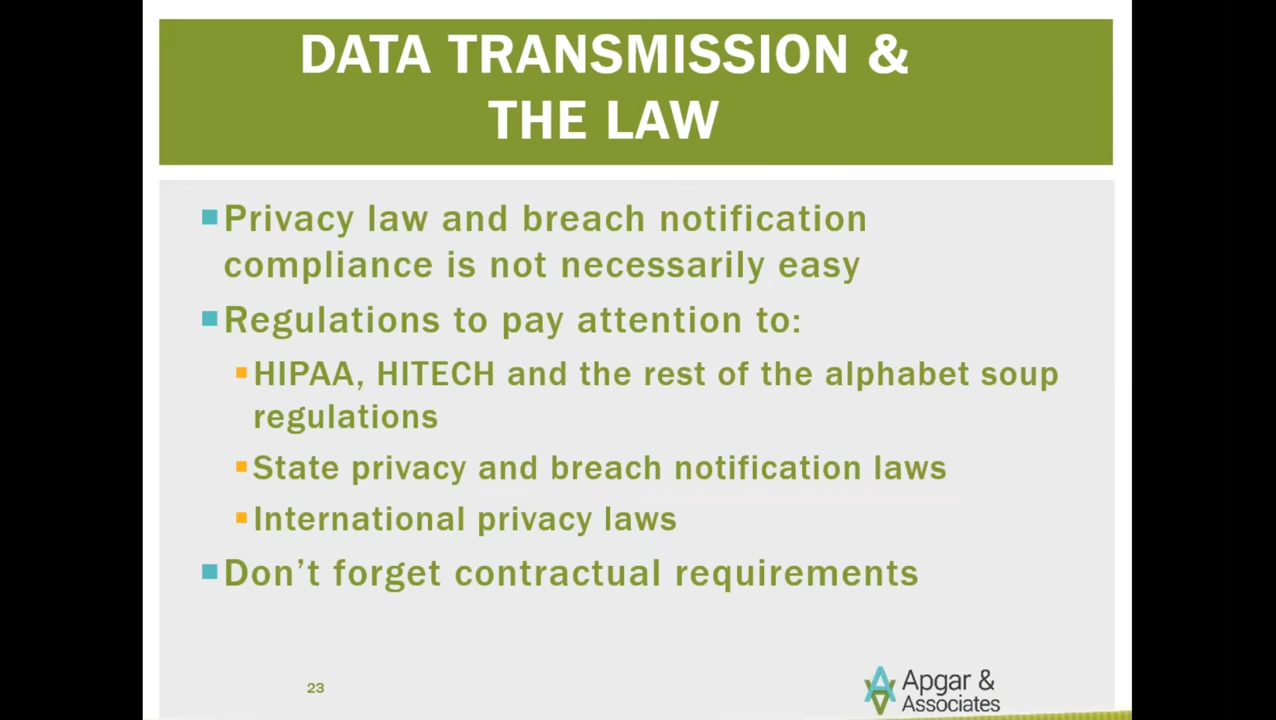 DATA TRANSMISSION &
THE LAW
Privacy law and breach notification
compliance is not necessarily easy
Regulations to pay attention to:
HIPAA, HITECH and the rest of the alphabet soup
regulations
State privacy and breach notification laws
International privacy laws
Don’t forget contractual requirements
23
Apgar &
Associates